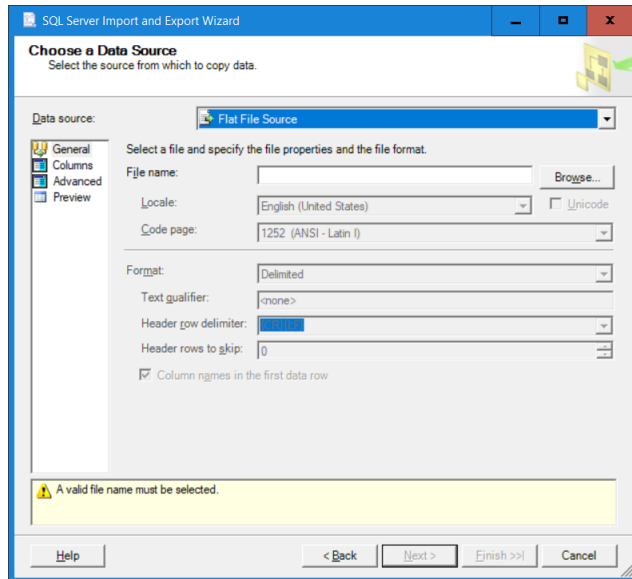 SQL Server Import and Export Wizard
Choose a Data Source
Select the source from which to copy data.
Data source: Flat File Source
General
Columns
Advanced
Preview
Select a file and specify the file properties and the file format.
File name: Browse...
Locale: English (United States) Unicode
Code page: 1252 (ANSI - Latin I)
Format: Delimited
Text qualifier: <none>
Header row delimiter: {CR}{LF}
Header rows to skip: 0
Column names in the first data row
A valid file name must be selected.
Help < Back Next > Finish >>| Cancel